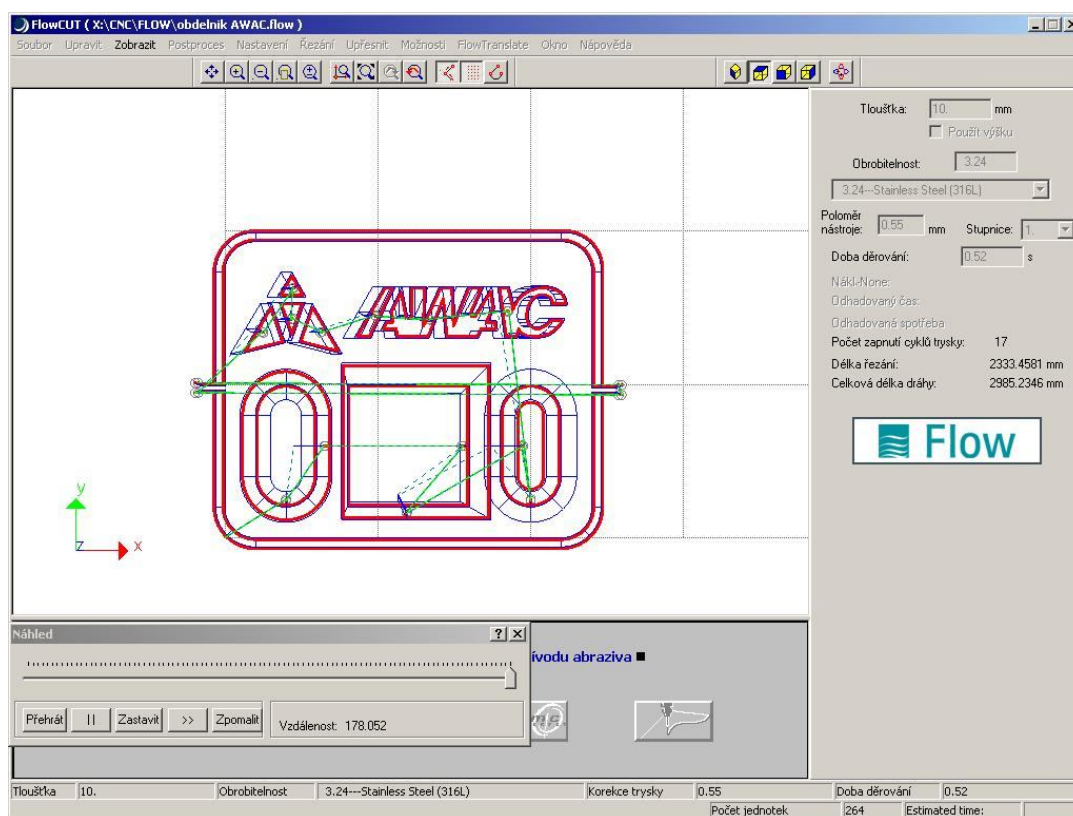 FlowCUT ( X:\CNC\FLOW\obdelnik AWAC.flow )
Soubor Upravit Zobrazit Postproces Nastavení Řezání Upřesnit Možnosti FlowTranslate Okno Nápověda
Tloušťka: 10. mm
Použít výšku
Obrobitelnost: 3.24
3.24---Stainless Steel (316L)
Poloměr
nástroje: 0.55 mm Stupnice: 1.
Doba děrování: 0.52 s
Nákl-None:
Odhadovaný čas:
Odhadovaná spotřeba
Počet zapnutí cyklů trysky: 17
Délka řezání: 2333.4581 mm
Celková délka dráhy: 2985.2346 mm
Flow
AWAC
y
z x
Náhled
ívodu abraziva
Přehrát || Zastavit >> Zpomalit Vzdálenost: 178.052
Tloušťka 10. Obrobitelnost 3.24---Stainless Steel (316L) Korekce trysky 0.55 Doba děrování 0.52
Počet jednotek 264 Estimated time: